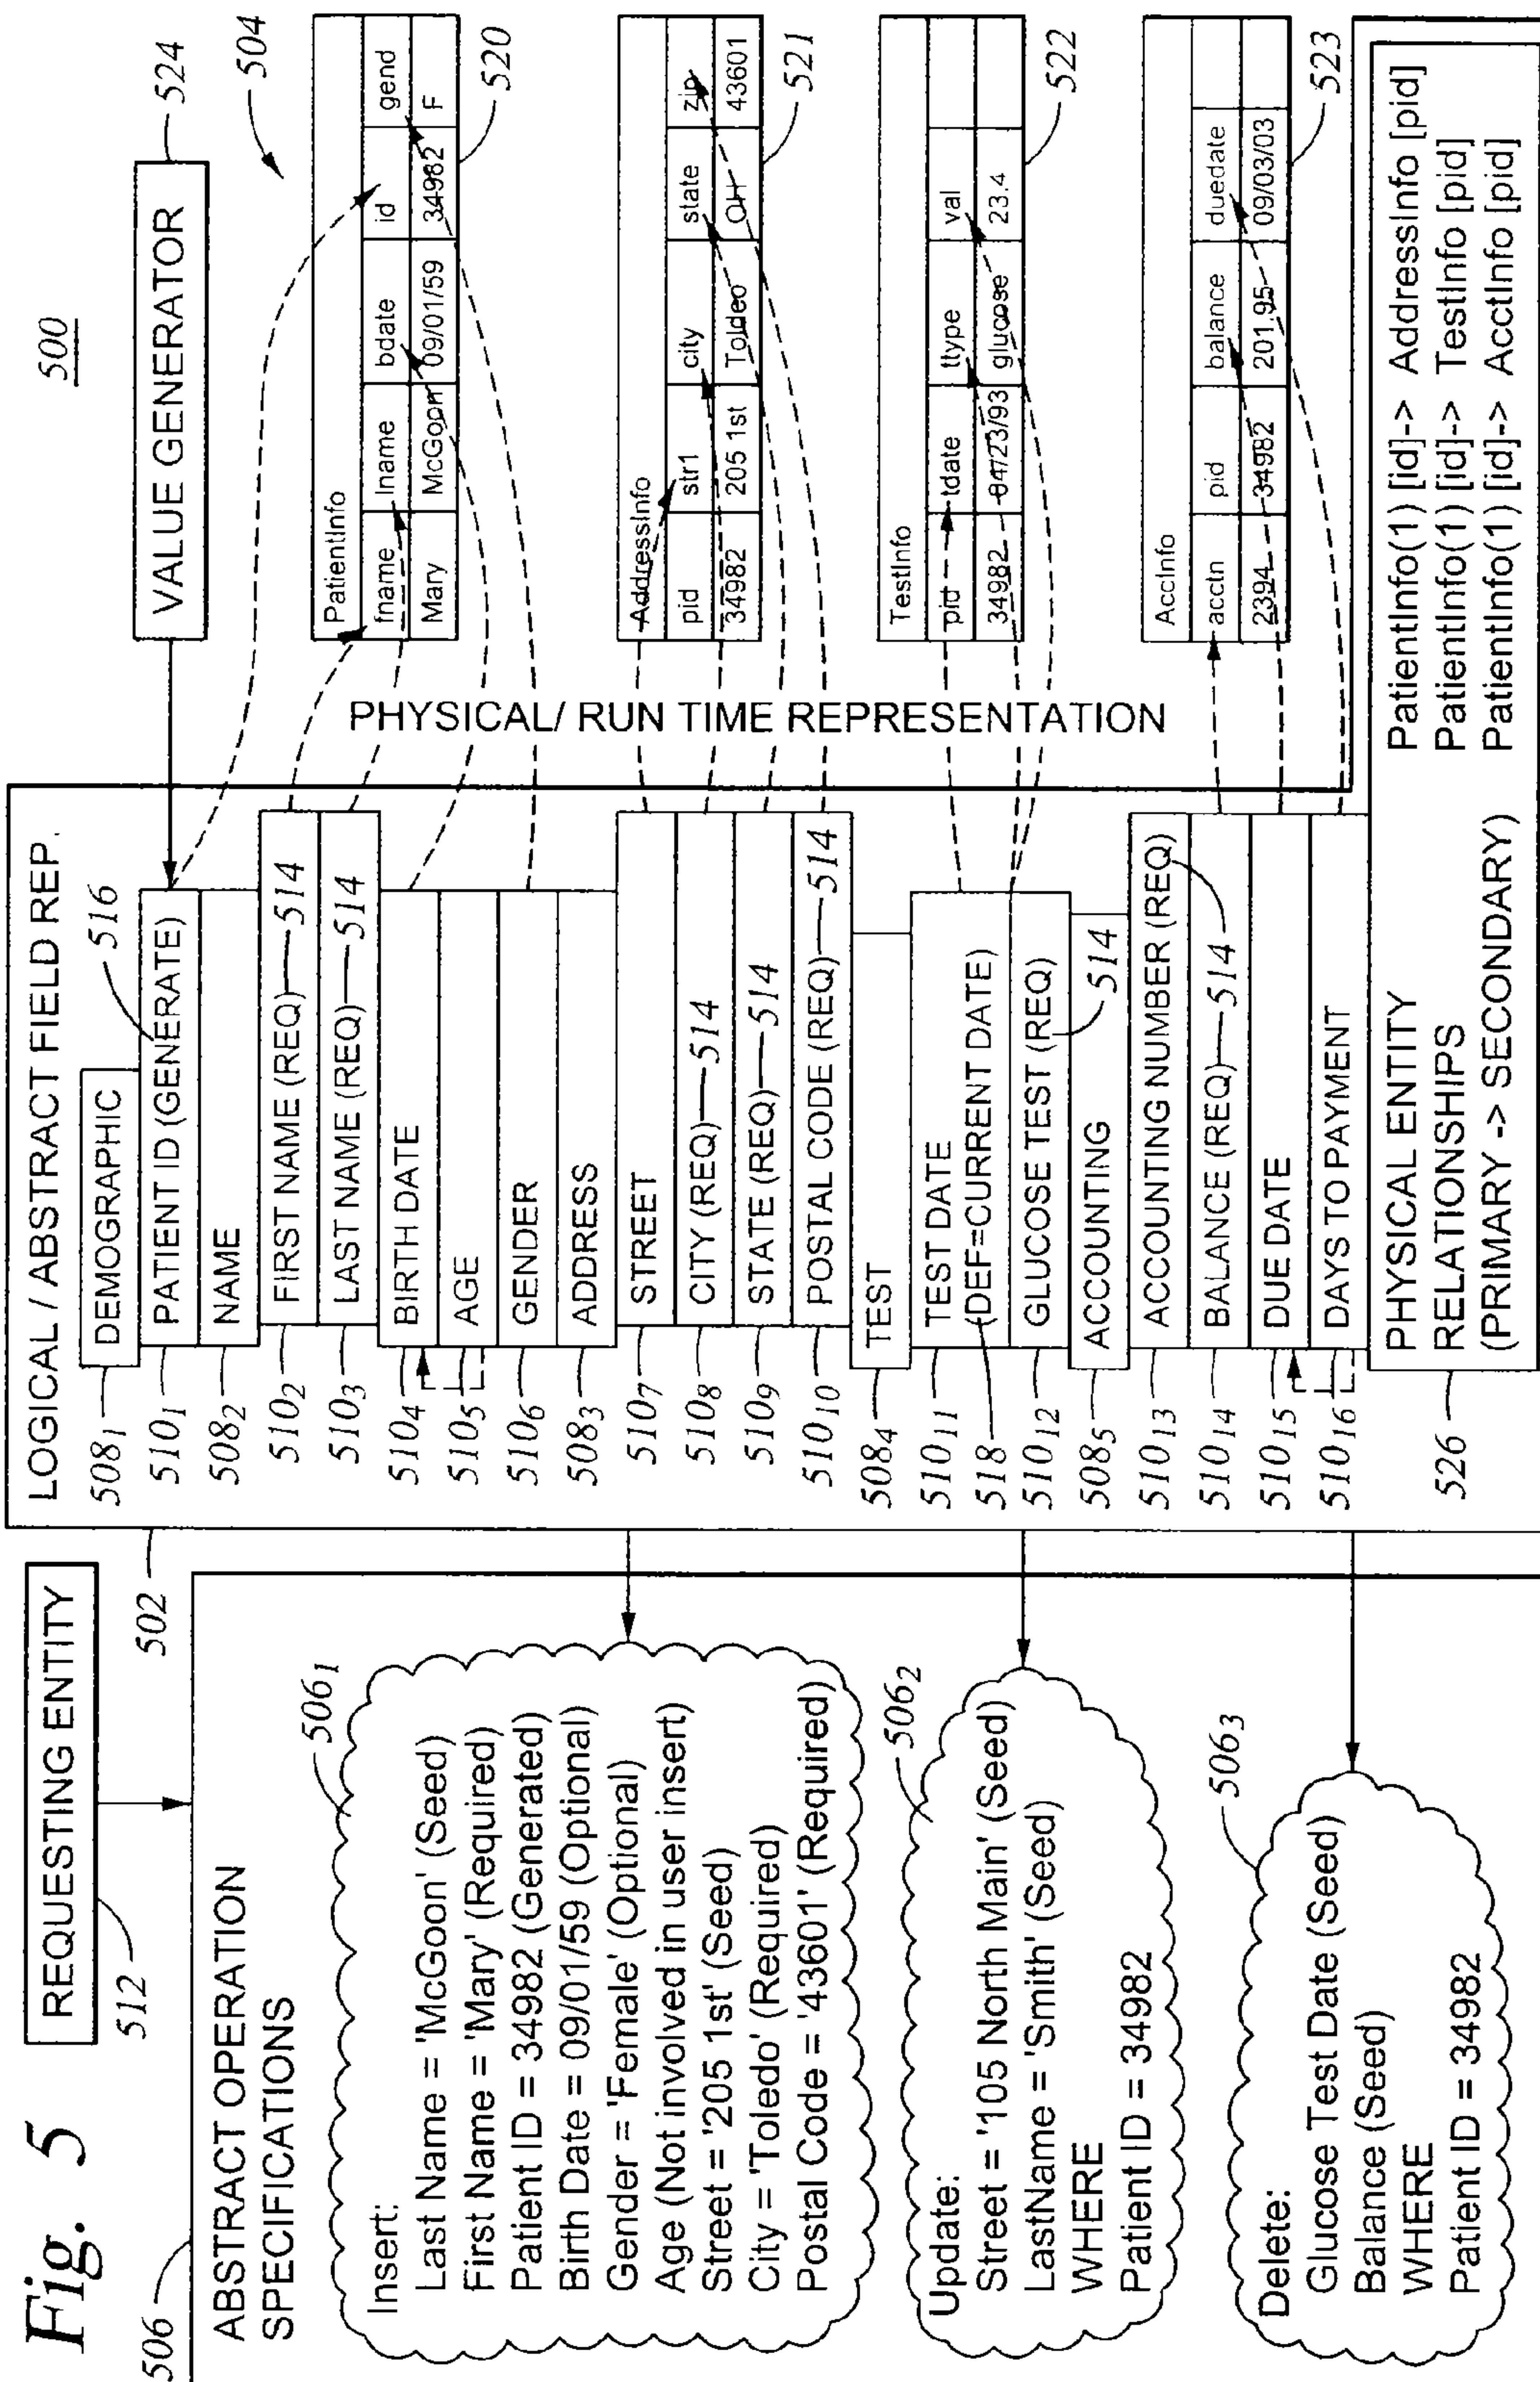 Fig. 5
500
REQUESTING ENTITY
512
506
ABSTRACT OPERATION
SPECIFICATIONS
506₁
Insert:
Last Name = 'McGoon' (Seed)
First Name = 'Mary' (Required)
Patient ID = 34982 (Generated)
Birth Date = 09/01/59 (Optional)
Gender = 'Female' (Optional)
Age (Not involved in user insert)
Street = '205 1st' (Seed)
City = 'Toledo' (Required)
Postal Code = '43601' (Required)
506₂
Update:
Street = '105 North Main' (Seed)
LastName = 'Smith' (Seed)
WHERE
Patient ID = 34982
506₃
Delete:
Glucose Test Date (Seed)
Balance (Seed)
WHERE
Patient ID = 34982
502
LOGICAL / ABSTRACT FIELD REP.
508₁ DEMOGRAPHIC 516
510₁ PATIENT ID (GENERATE)
508₂ NAME
510₂ FIRST NAME (REQ) 514
510₃ LAST NAME (REQ) 514
510₄ BIRTH DATE
510₅ AGE
510₆ GENDER
508₃ ADDRESS
510₇ STREET
510₈ CITY (REQ) 514
510₉ STATE (REQ) 514
510₁₀ POSTAL CODE (REQ) 514
508₄ TEST
510₁₁ TEST DATE
518 (DEF=CURRENT DATE)
510₁₂ GLUCOSE TEST (REQ)
508₅ ACCOUNTING 514
510₁₃ ACCOUNTING NUMBER (REQ)
510₁₄ BALANCE (REQ) 514
510₁₅ DUE DATE
510₁₆ DAYS TO PAYMENT
526
PHYSICAL ENTITY
RELATIONSHIPS
(PRIMARY -> SECONDARY)
PatientInfo(1) [id]-> AddressInfo [pid]
PatientInfo(1) [id]-> TestInfo [pid]
PatientInfo(1) [id]-> AcctInfo [pid]
VALUE GENERATOR 524
504
PHYSICAL/ RUN TIME REPRESENTATION
PatientInfo
fname lname bdate id gend
Mary McGoon 09/01/59 34982 F
520
AddressInfo
pid str1 city state zip
34982 205 1st Toldeo OH 43601
521
TestInfo
pid tdate ttype val
34982 04/23/93 glucose 23.4
522
AccInfo
acctn pid balance duedate
2394 34982 201.95 09/03/03
523